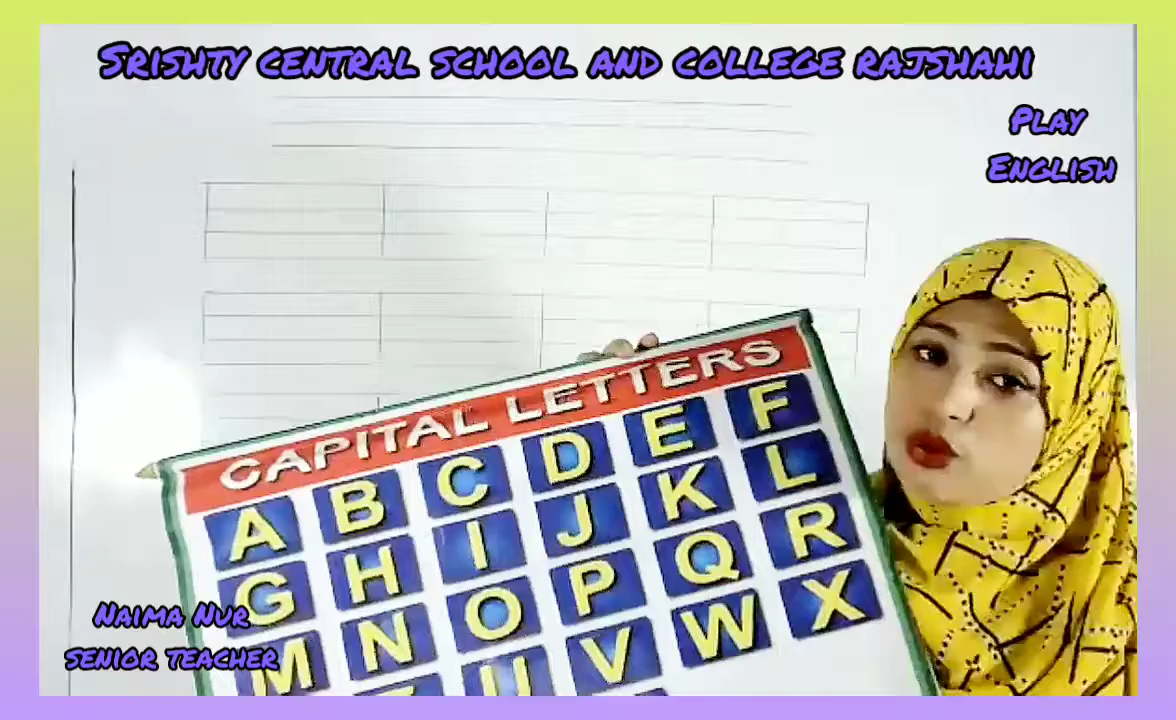 Srishty central school and college rajshahi
Play
English
CAPITAL LETTERS
A B C D E F
G H I J K L
M N O P Q R
U V W X
Naima Nur
senior teacher